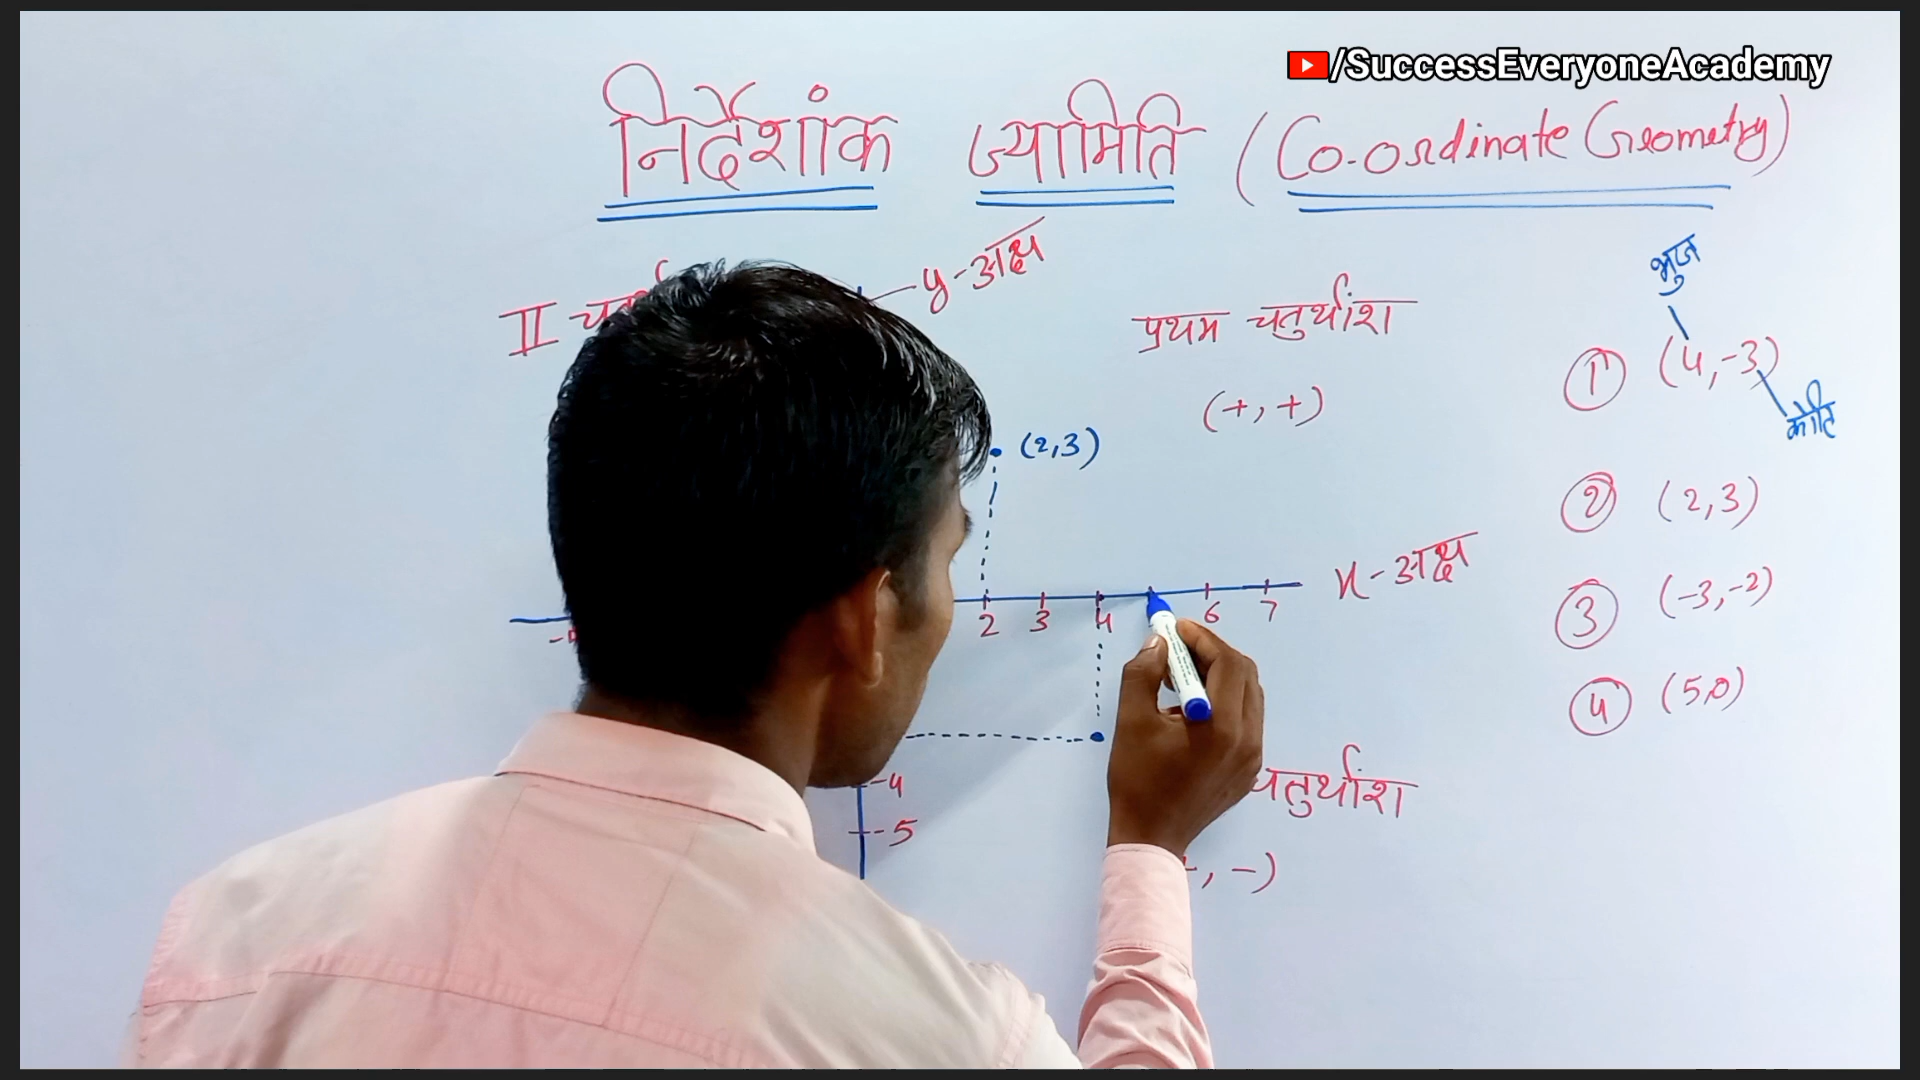 /SuccessEveryoneAcademy
निर्देशांक ज्यामिति (Co-ordinate Geometry)
y-अक्ष
II
प्रथम चतुर्थांश
(+,+)
भुज
① (4,-3)
कोटि
(2,3)
② (2,3)
x-अक्ष
2 3 4 6 7
③ (-3,-2)
④ (5,0)
-4
-5
चतुर्थांश
, -)